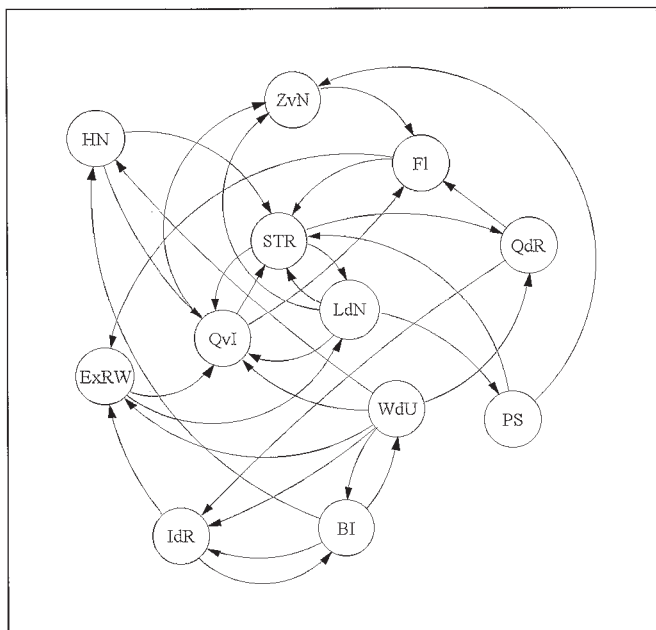 ZvN
HN
Fl
STR
QdR
LdN
QvI
ExRW
WdU
PS
IdR
BI